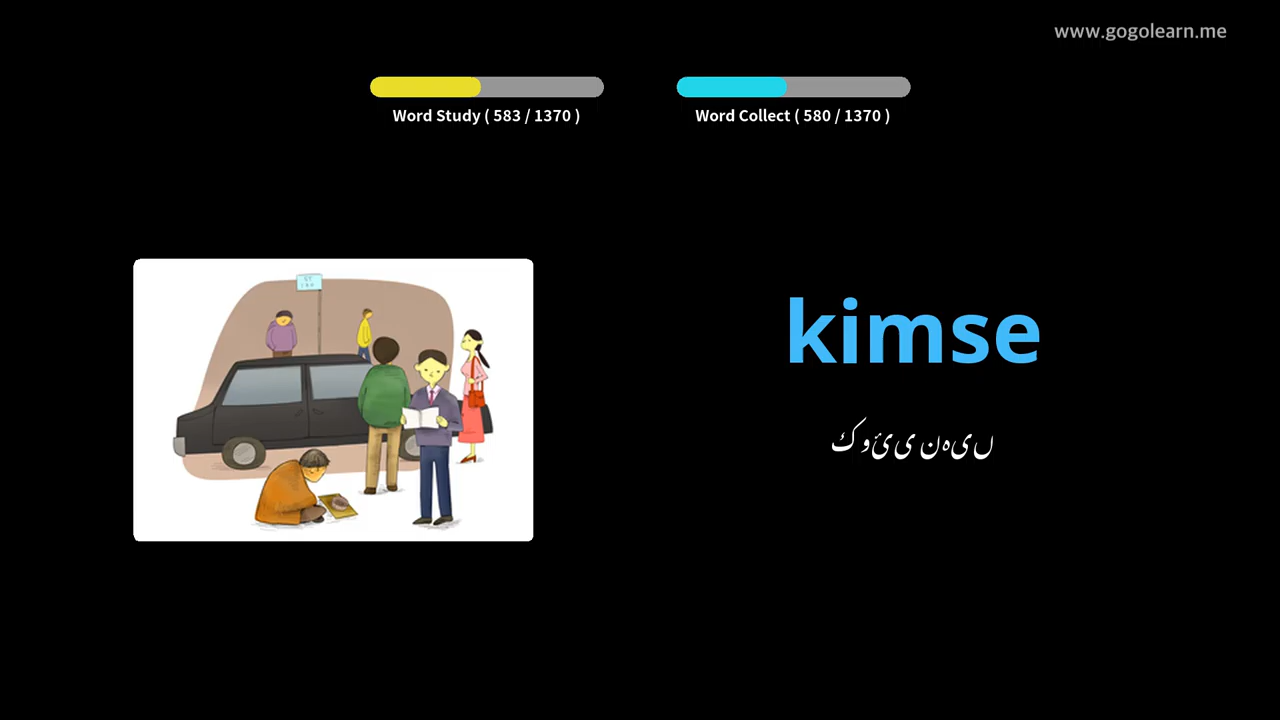 www.gogolearn.me
Word Study ( 583 / 1370 )
Word Collect ( 580 / 1370 )
kimse
کوئی نہیں